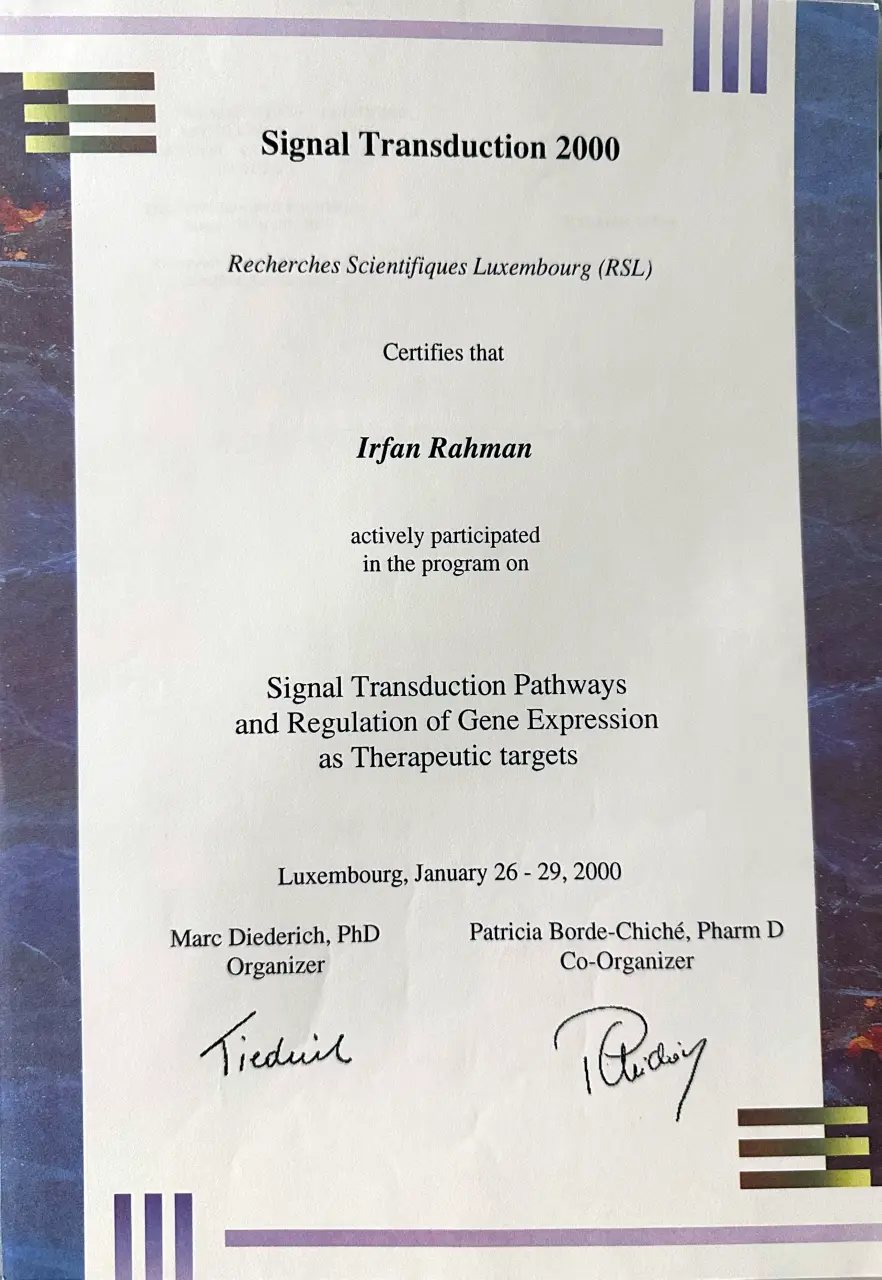 Signal Transduction 2000
Recherches Scientifiques Luxembourg (RSL)
Certifies that
Irfan Rahman
actively participated
in the program on
Signal Transduction Pathways
and Regulation of Gene Expression
as Therapeutic targets
Luxembourg, January 26 - 29, 2000
Marc Diederich, PhD
Organizer
Patricia Borde-Chiché, Pharm D
Co-Organizer